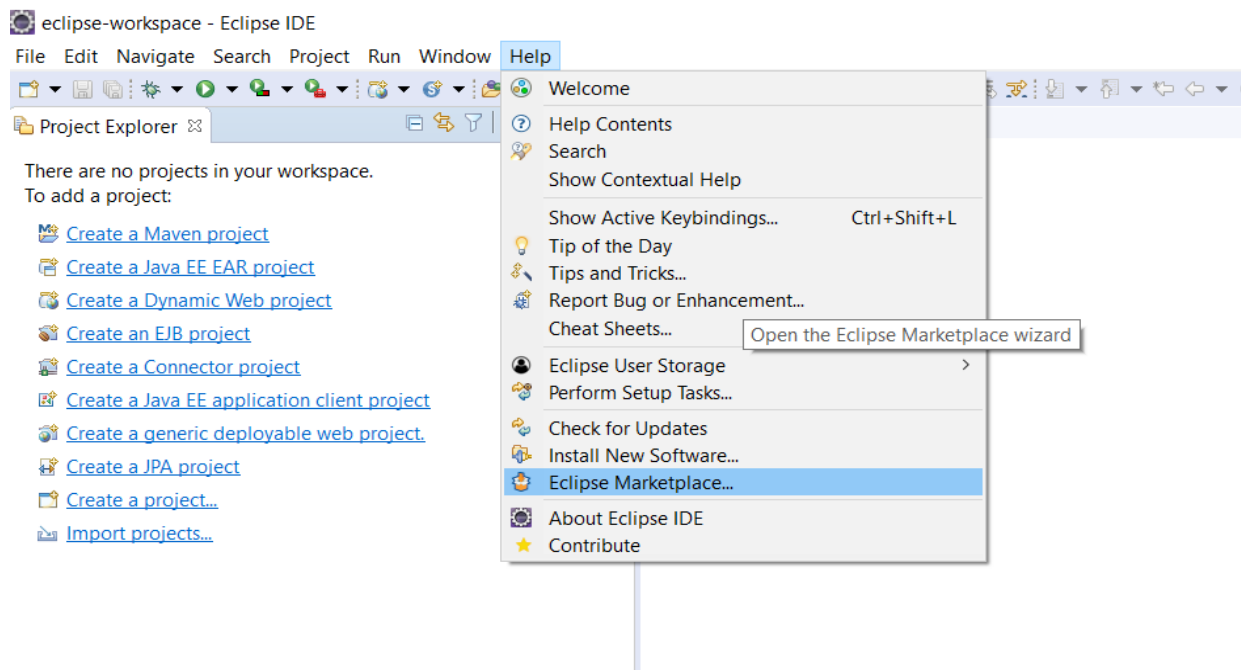 eclipse-workspace - Eclipse IDE
File Edit Navigate Search Project Run Window Help
Project Explorer
There are no projects in your workspace.
To add a project:
Create a Maven project
Create a Java EE EAR project
Create a Dynamic Web project
Create an EJB project
Create a Connector project
Create a Java EE application client project
Create a generic deployable web project.
Create a JPA project
Create a project...
Import projects...
Welcome
Help Contents
Search
Show Contextual Help
Show Active Keybindings... Ctrl+Shift+L
Tip of the Day
Tips and Tricks...
Report Bug or Enhancement...
Cheat Sheets...
Open the Eclipse Marketplace wizard
Eclipse User Storage
Perform Setup Tasks...
Check for Updates
Install New Software...
Eclipse Marketplace...
About Eclipse IDE
Contribute